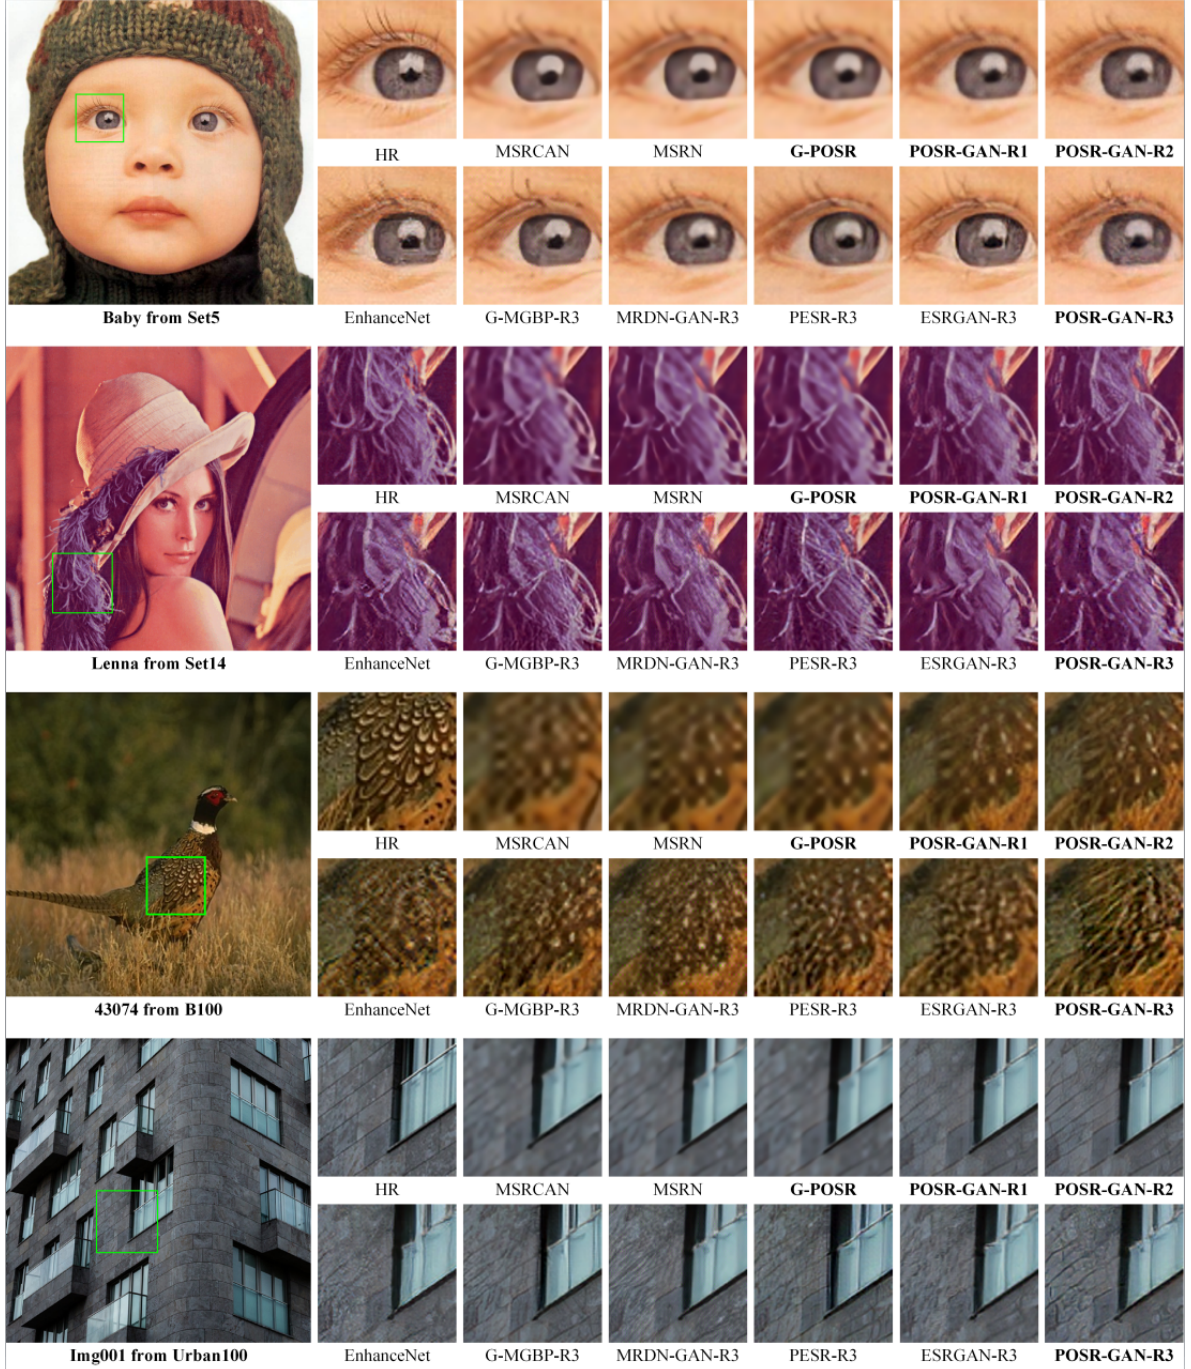 HR MSRCAN MSRN G-POSR POSR-GAN-R1 POSR-GAN-R2
Baby from Set5 EnhanceNet G-MGBP-R3 MRDN-GAN-R3 PESR-R3 ESRGAN-R3 POSR-GAN-R3
HR MSRCAN MSRN G-POSR POSR-GAN-R1 POSR-GAN-R2
Lenna from Set14 EnhanceNet G-MGBP-R3 MRDN-GAN-R3 PESR-R3 ESRGAN-R3 POSR-GAN-R3
HR MSRCAN MSRN G-POSR POSR-GAN-R1 POSR-GAN-R2
43074 from B100 EnhanceNet G-MGBP-R3 MRDN-GAN-R3 PESR-R3 ESRGAN-R3 POSR-GAN-R3
HR MSRCAN MSRN G-POSR POSR-GAN-R1 POSR-GAN-R2
Img001 from Urban100 EnhanceNet G-MGBP-R3 MRDN-GAN-R3 PESR-R3 ESRGAN-R3 POSR-GAN-R3